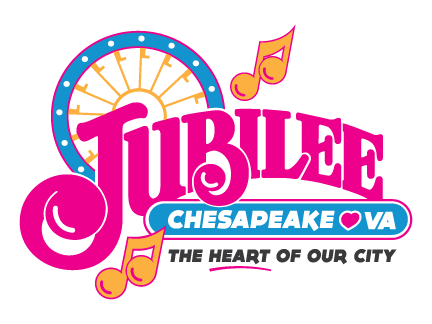 JUBILEE
CHESAPEAKE VA
THE HEART OF OUR CITY